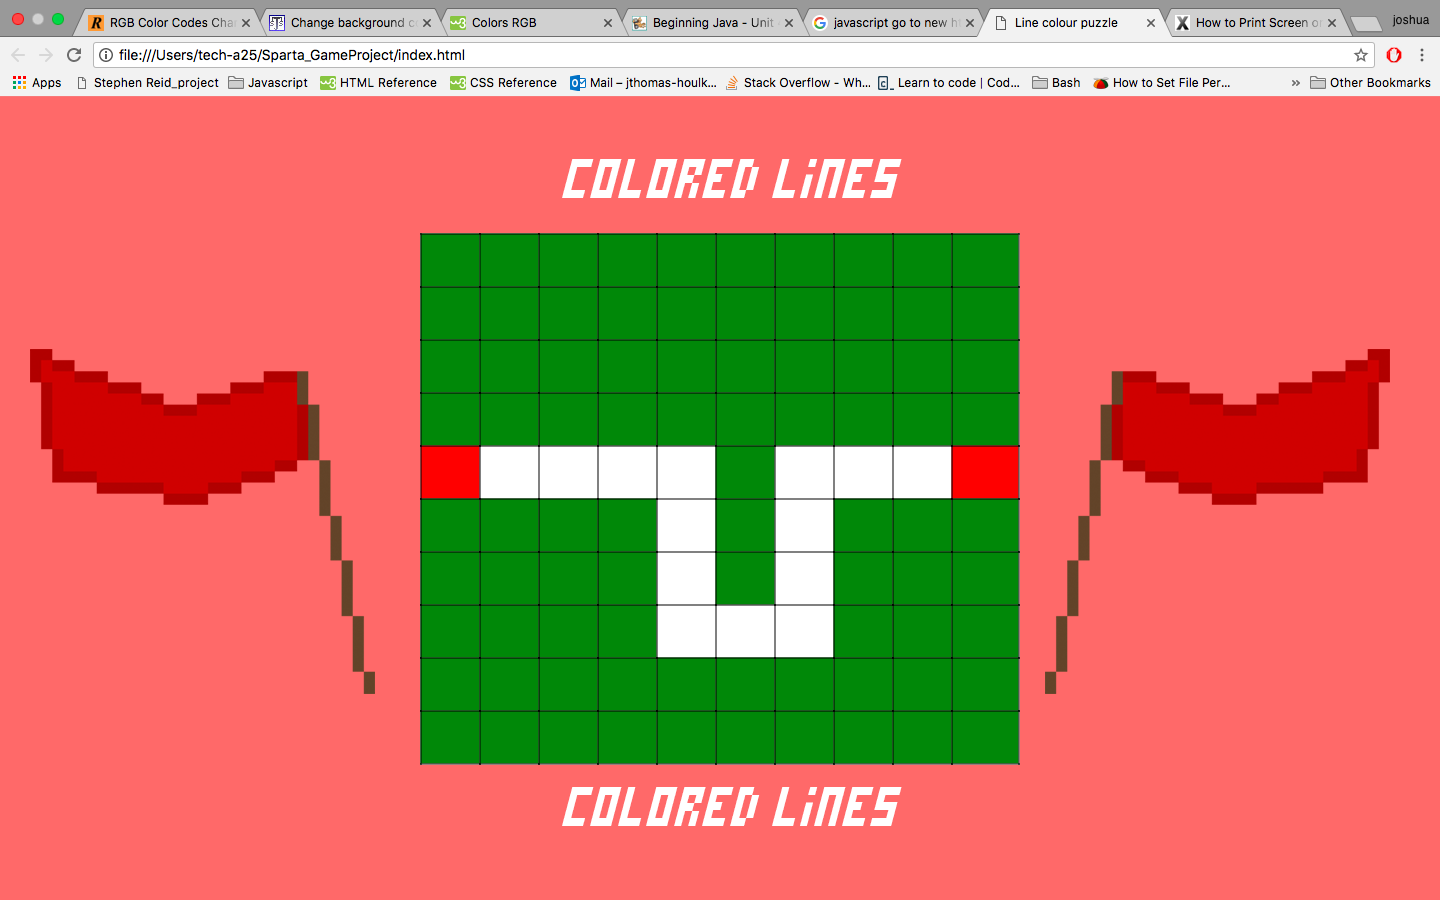 RGB Color Codes Cha
Change background c
Colors RGB
Beginning Java - Unit
javascript go to new h
Line colour puzzle
How to Print Screen o
joshua
file:///Users/tech-a25/Sparta_GameProject/index.html
Apps
Stephen Reid_project
Javascript
HTML Reference
CSS Reference
Mail – jthomas-houlk...
Stack Overflow - Wh...
Learn to code | Cod...
Bash
How to Set File Per...
»
Other Bookmarks
COLORED LiNES
COLORED LiNES